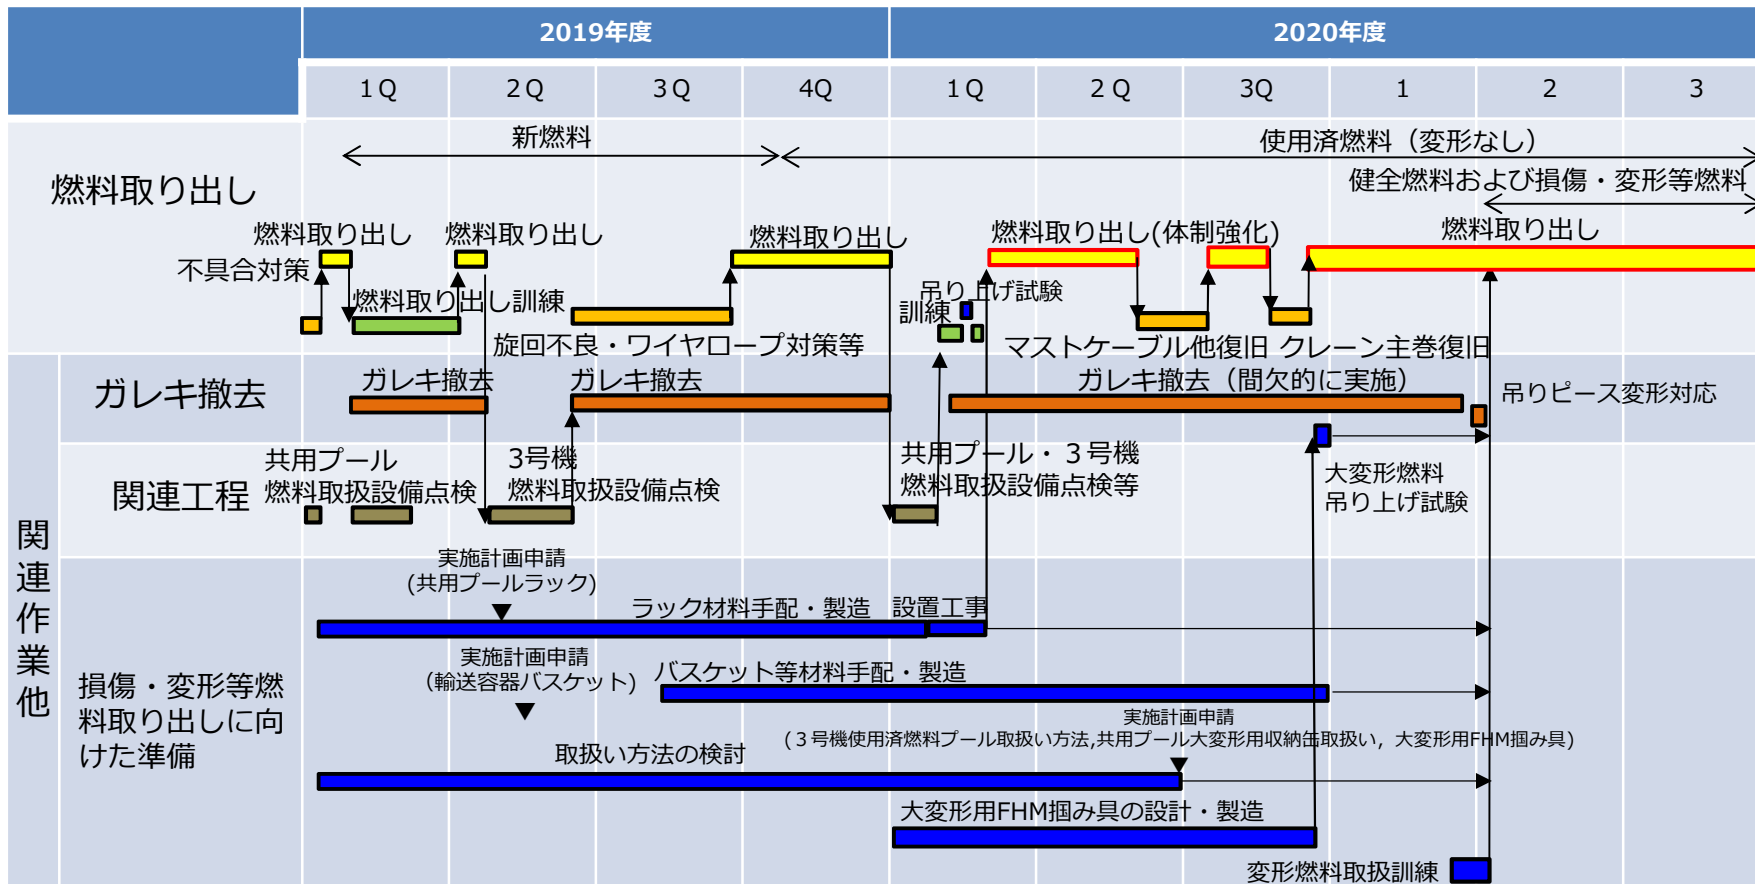 2019年度
2020年度
１Ｑ
２Ｑ
３Ｑ
4Q
１Ｑ
２Ｑ
3Ｑ
1
2
3
新燃料
使用済燃料（変形なし）
健全燃料および損傷・変形等燃料
燃料取り出し
燃料取り出し
燃料取り出し
燃料取り出し
燃料取り出し(体制強化)
燃料取り出し
不具合対策
燃料取り出し訓練
吊り上げ試験
訓練
旋回不良・ワイヤロープ対策等
マストケーブル他復旧
クレーン主巻復旧
関連作業他
ガレキ撤去
ガレキ撤去
ガレキ撤去
ガレキ撤去（間欠的に実施）
吊りピース変形対応
関連工程
共用プール
燃料取扱設備点検
3号機
燃料取扱設備点検
共用プール・３号機
燃料取扱設備点検等
大変形燃料
吊り上げ試験
損傷・変形等燃
料取り出しに向
けた準備
実施計画申請
(共用プールラック)
ラック材料手配・製造
設置工事
実施計画申請
（輸送容器バスケット)
バスケット等材料手配・製造
実施計画申請
(３号機使用済燃料プール取扱い方法,共用プール大変形用収納缶取扱い，大変形用FHM掴み具)
取扱い方法の検討
大変形用FHM掴み具の設計・製造
変形燃料取扱訓練